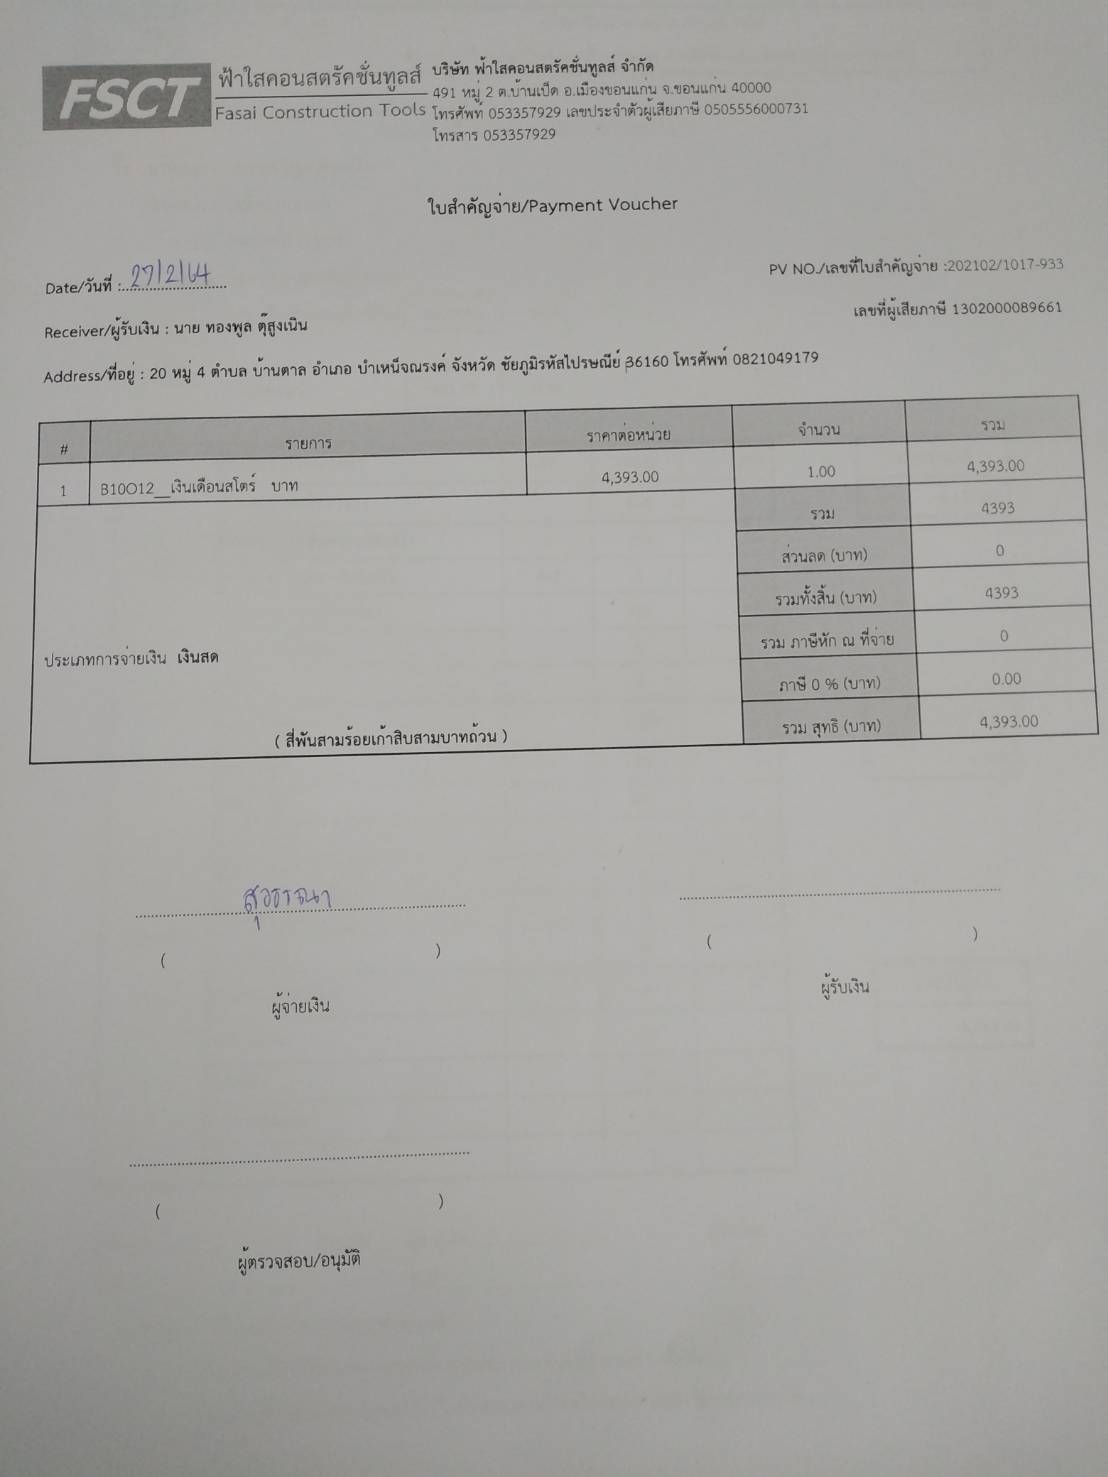 FSCT
ฟ้าใสคอนสตรัคชั่นทูลส์
Fasai Construction Tools
บริษัท ฟ้าใสคอนสตรัคชั่นทูลส์ จำกัด
491 หมู่ 2 ต.บ้านเป็ด อ.เมืองขอนแก่น จ.ขอนแก่น 40000
โทรศัพท์ 053357929 เลขประจำตัวผู้เสียภาษี 0505556000731
โทรสาร 053357929
ใบสำคัญจ่าย/Payment Voucher
Date/วันที่ : 27/2/64
PV NO./เลขที่ใบสำคัญจ่าย :202102/1017-933
Receiver/ผู้รับเงิน : นาย ทองพูล ตุ๊สูงเนิน
เลขที่ผู้เสียภาษี 1302000089661
Address/ที่อยู่ : 20 หมู่ 4 ตำบล บ้านตาล อำเภอ บำเหน็จณรงค์ จังหวัด ชัยภูมิรหัสไปรษณีย์ 36160 โทรศัพท์ 0821049179
# รายการ ราคาต่อหน่วย จำนวน รวม
1 B10O12__เงินเดือนสโตร์ บาท 4,393.00 1.00 4,393.00
รวม 4393
ส่วนลด (บาท) 0
รวมทั้งสิ้น (บาท) 4393
รวม ภาษีหัก ณ ที่จ่าย 0
ประเภทการจ่ายเงิน เงินสด
ภาษี 0 % (บาท) 0.00
( สี่พันสามร้อยเก้าสิบสามบาทถ้วน ) รวม สุทธิ (บาท) 4,393.00
สุวรรณา
( ) ( )
ผู้จ่ายเงิน ผู้รับเงิน
( )
ผู้ตรวจสอบ/อนุมัติ